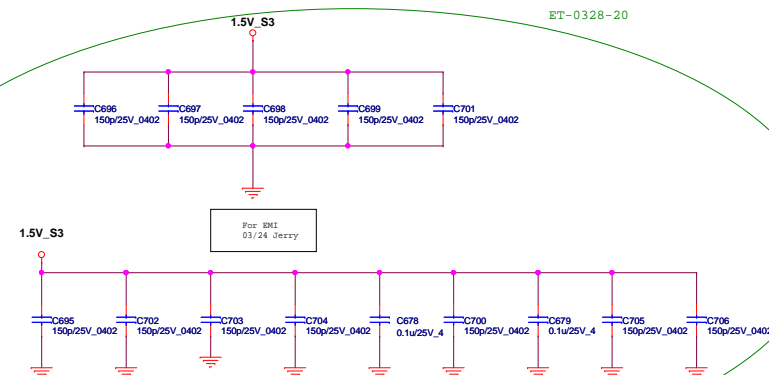 ET-0328-20
1.5V_S3
C696
150p/25V_0402
C697
150p/25V_0402
C698
150p/25V_0402
C699
150p/25V_0402
C701
150p/25V_0402
For EMI
03/24 Jerry
1.5V_S3
C695
150p/25V_0402
C702
150p/25V_0402
C703
150p/25V_0402
C704
150p/25V_0402
C678
0.1u/25V_4
C700
150p/25V_0402
C679
0.1u/25V_4
C705
150p/25V_0402
C706
150p/25V_0402